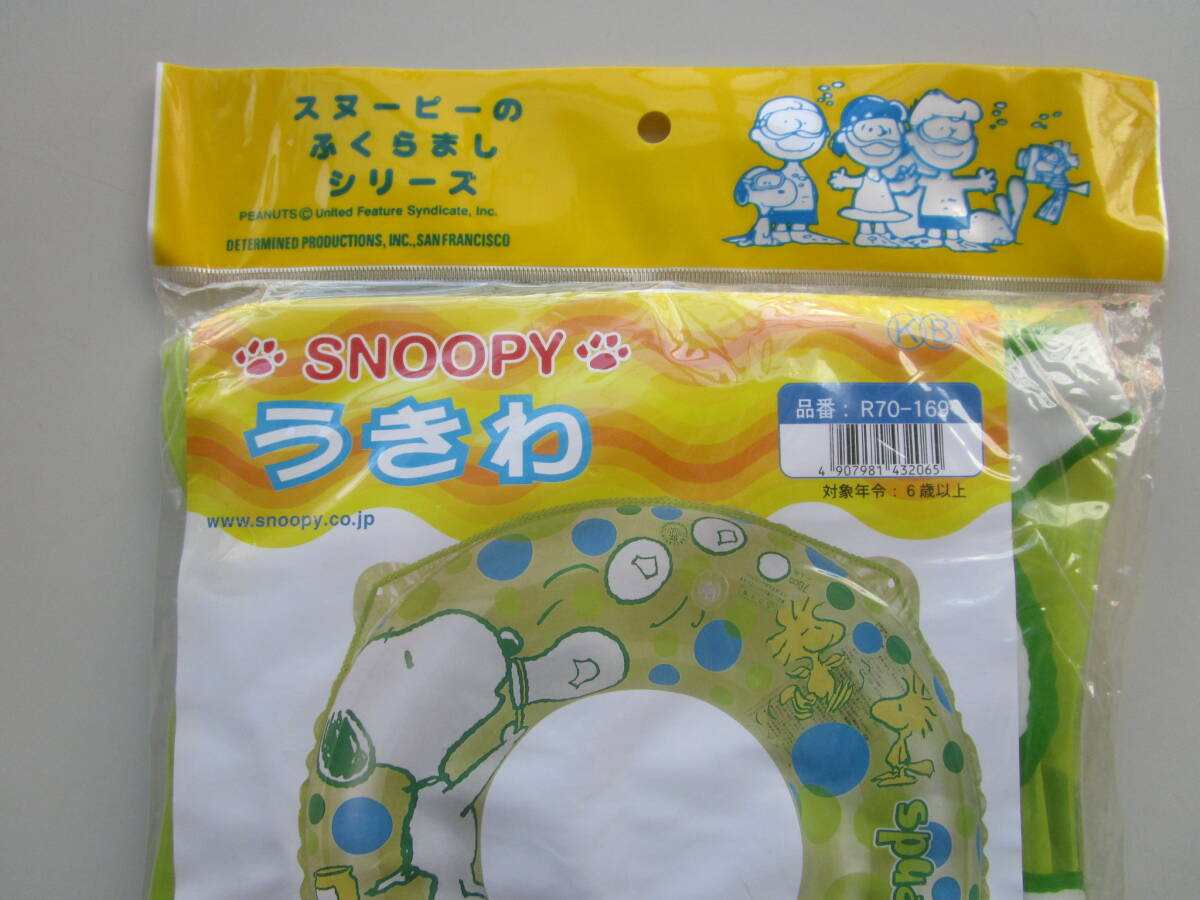 スヌーピーの
ふくらまし
シリーズ
PEANUTS © United Feature Syndicate, Inc.
DETERMINED PRODUCTIONS, INC., SAN FRANCISCO
SNOOPY
うきわ
www.snoopy.co.jp
K B
品番: R70-169
4 907981 432065
対象年令: 6歳以上
70cm